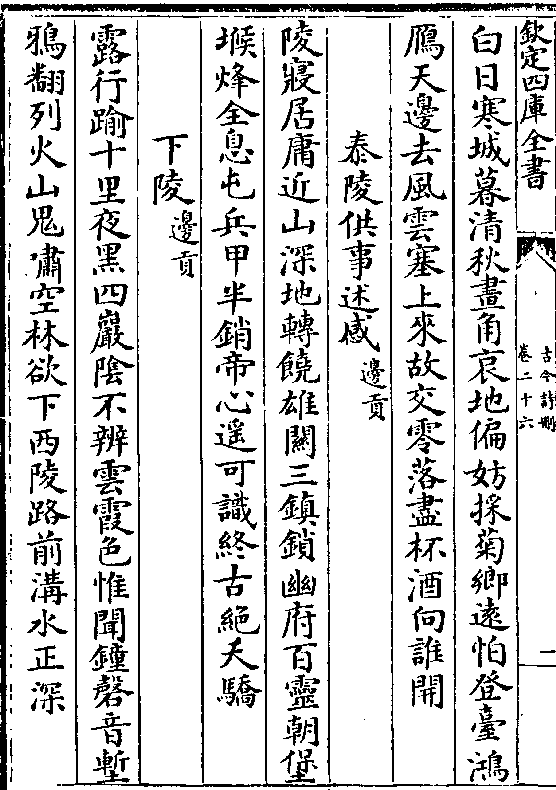 欽定四庫全書
古今詩刪
卷二十六
二
白日寒城暮清秋畫角哀地偏妨採菊鄉遠怕登臺鴻
鴈天邊去風雲塞上來故交零落盡杯酒向誰開
泰陵供事述感 邊貢
陵寢居庸近山深地轉饒雄關三鎮鎖幽府百靈朝堡
堠烽全息屯兵甲半銷帝心遥可識終古絶天驕
下陵 邊貢
露行踰十里夜黑四巖陰不辨雲霞色惟聞鐘磬音塹
鴉翻列火山鬼嘯空林欲下西陵路前溝水正深